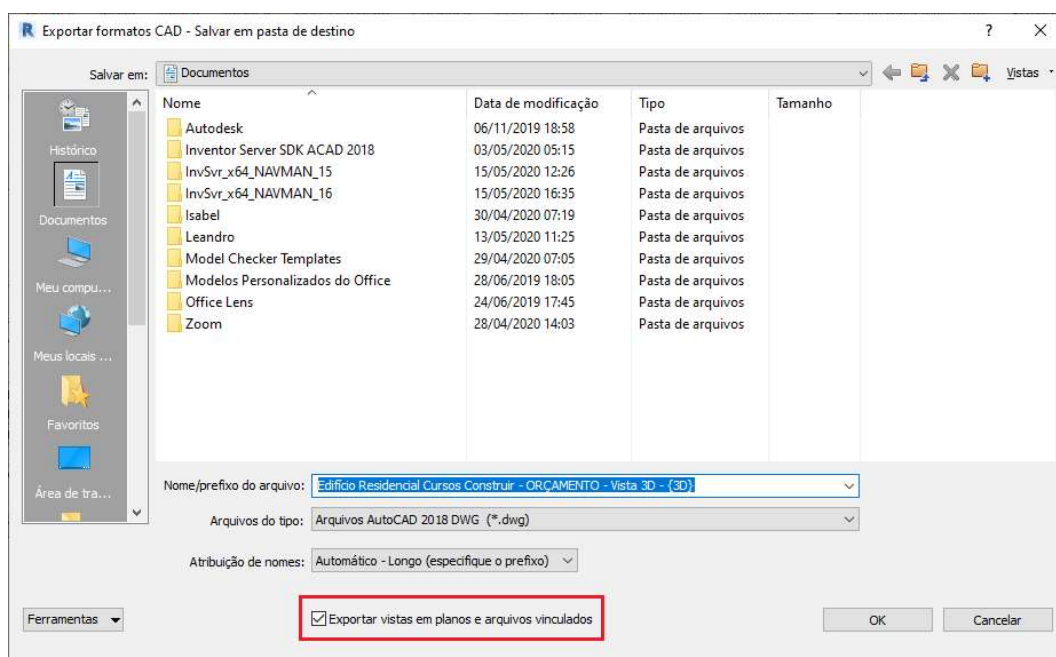 R Exportar formatos CAD - Salvar em pasta de destino ? X
Salvar em: Documentos Vistas
Nome Data de modificação Tipo Tamanho
Autodesk 06/11/2019 18:58 Pasta de arquivos
Inventor Server SDK ACAD 2018 03/05/2020 05:15 Pasta de arquivos
InvSvr_x64_NAVMAN_15 15/05/2020 12:26 Pasta de arquivos
InvSvr_x64_NAVMAN_16 15/05/2020 16:35 Pasta de arquivos
Isabel 30/04/2020 07:19 Pasta de arquivos
Leandro 13/05/2020 11:25 Pasta de arquivos
Model Checker Templates 29/04/2020 07:05 Pasta de arquivos
Modelos Personalizados do Office 28/06/2019 18:05 Pasta de arquivos
Office Lens 24/06/2019 17:45 Pasta de arquivos
Zoom 28/04/2020 14:03 Pasta de arquivos
Histórico
Documentos
Meu compu...
Meus locais ...
Favoritos
Área de tra...
Nome/prefixo do arquivo: Edifício Residencial Cursos Construir - ORÇAMENTO - Vista 3D - {3D}
Arquivos do tipo: Arquivos AutoCAD 2018 DWG (*.dwg)
Atribuição de nomes: Automático - Longo (especifique o prefixo)
Ferramentas Exportar vistas em planos e arquivos vinculados OK Cancelar